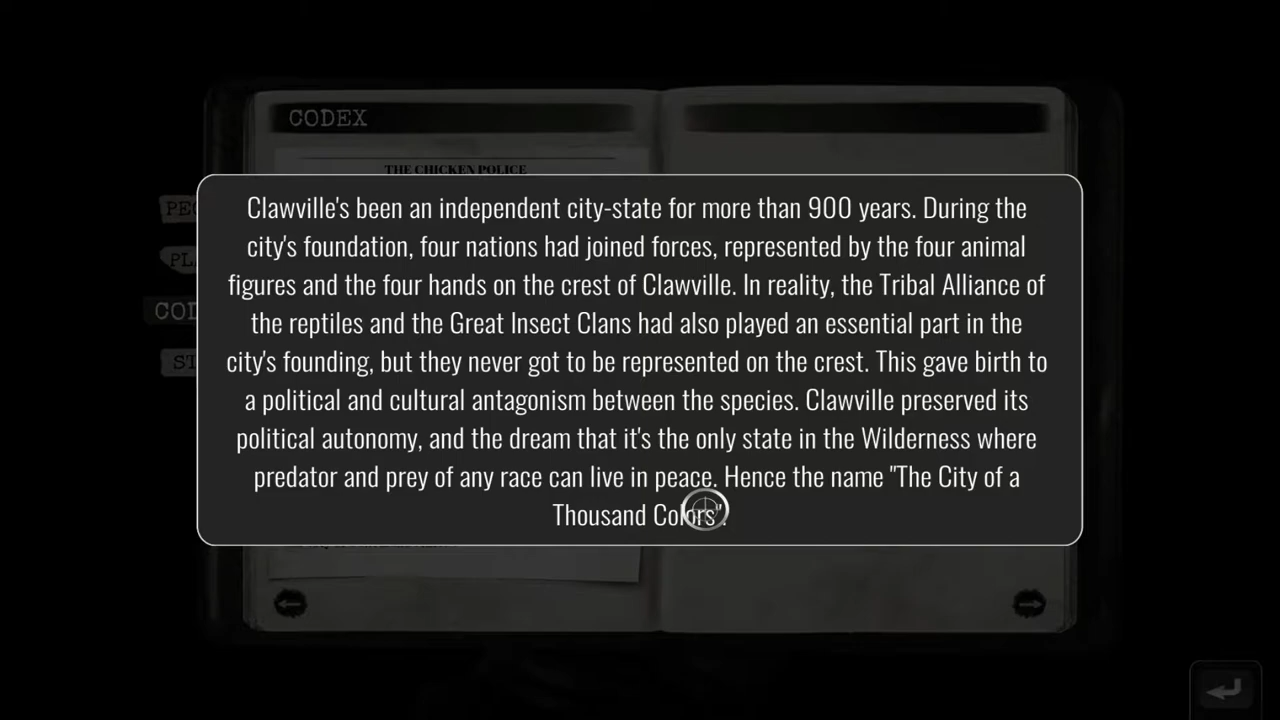 CODEX
THE CHICKEN POLICE
Clawville's been an independent city-state for more than 900 years. During the
city's foundation, four nations had joined forces, represented by the four animal
figures and the four hands on the crest of Clawville. In reality, the Tribal Alliance of
the reptiles and the Great Insect Clans had also played an essential part in the
city's founding, but they never got to be represented on the crest. This gave birth to
a political and cultural antagonism between the species. Clawville preserved its
political autonomy, and the dream that it's the only state in the Wilderness where
predator and prey of any race can live in peace. Hence the name "The City of a
Thousand Colors".